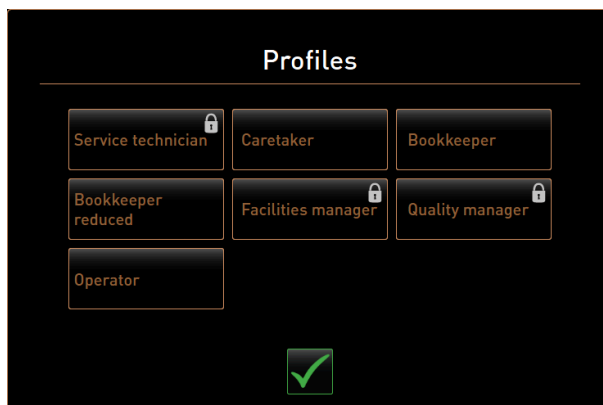 Profiles
Service technician
Caretaker
Bookkeeper
Bookkeeper
reduced
Facilities manager
Quality manager
Operator